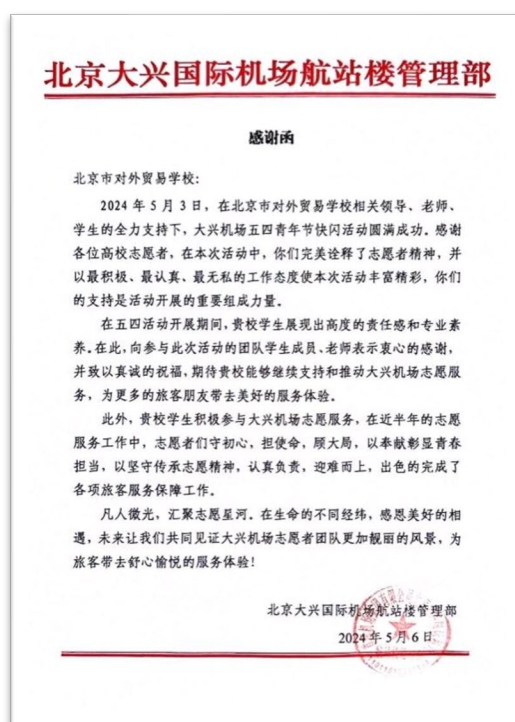 北京大兴国际机场航站楼管理部
感谢函
北京市对外贸易学校:
2024年5月3日,在北京市对外贸易学校相关领导、老师、
学生的全力支持下,大兴机场五四青年节快闪活动圆满成功。感谢
各位高校志愿者,在本次活动中,你们完美诠释了志愿者精神,并
以最积极、最认真、最无私的工作态度使本次活动丰富精彩,你们
的支持是活动开展的重要组成力量。
在五四活动开展期间,贵校学生展现出高度的责任感和专业素
养。在此,向参与此次活动的团队学生成员、老师表示衷心的感谢,
并致以真诚的祝福,期待贵校能够继续支持和推动大兴机场志愿服
务,为更多的旅客朋友带去美好的服务体验。
此外,贵校学生积极参与大兴机场志愿服务,在近半年的志愿
服务工作中,志愿者们守初心,担使命,顾大局,以奉献彰显青春
担当,以坚守传承志愿精神,认真负责,迎难而上,出色的完成了
各项旅客服务保障工作。
凡人微光,汇聚志愿星河。在生命的不同经纬,感恩美好的相
遇,未来让我们共同见证大兴机场志愿者团队更加靓丽的风景,为
旅客带去舒心愉悦的服务体验!
北京大兴国际机场航站楼管理部
2024年5月6日